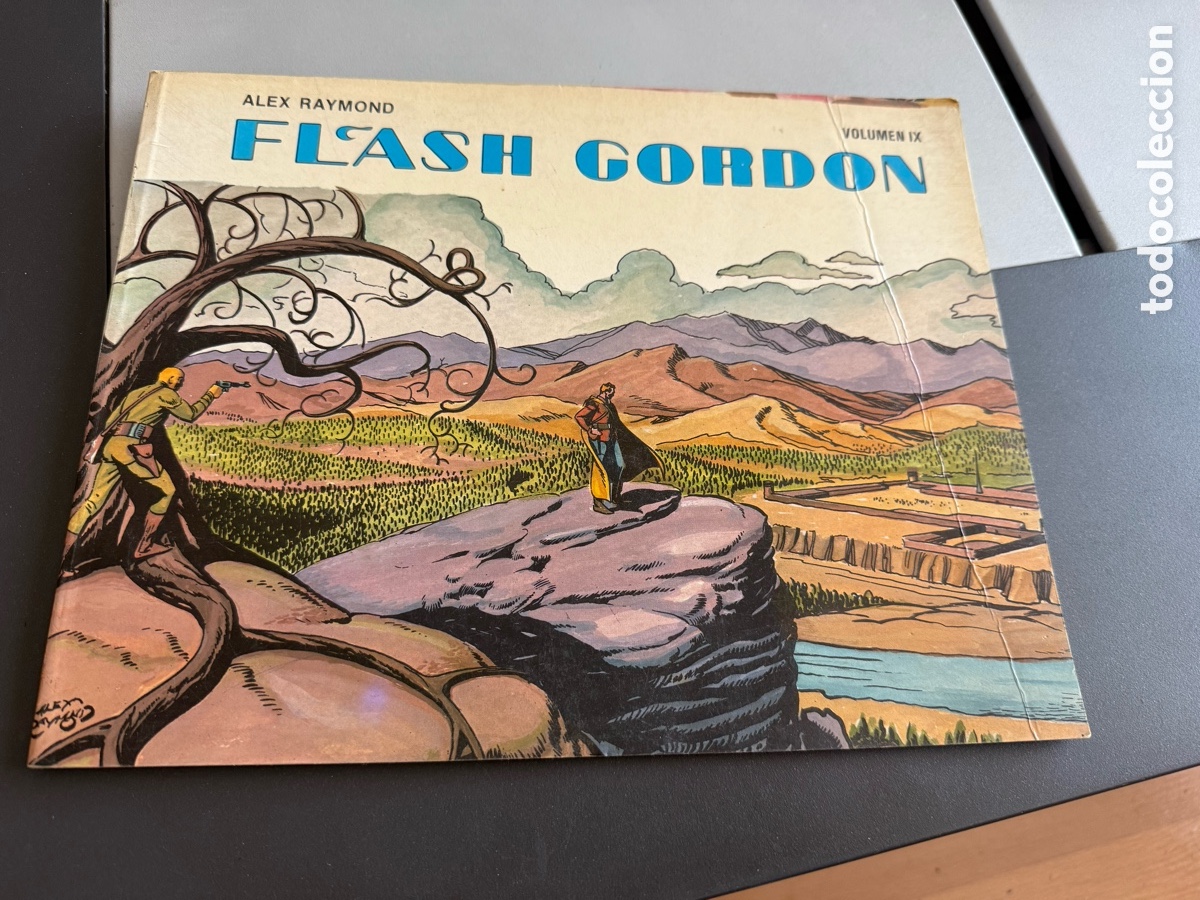 ALEX RAYMOND
VOLUMEN IX
FLASH GORDON
todocoleccion